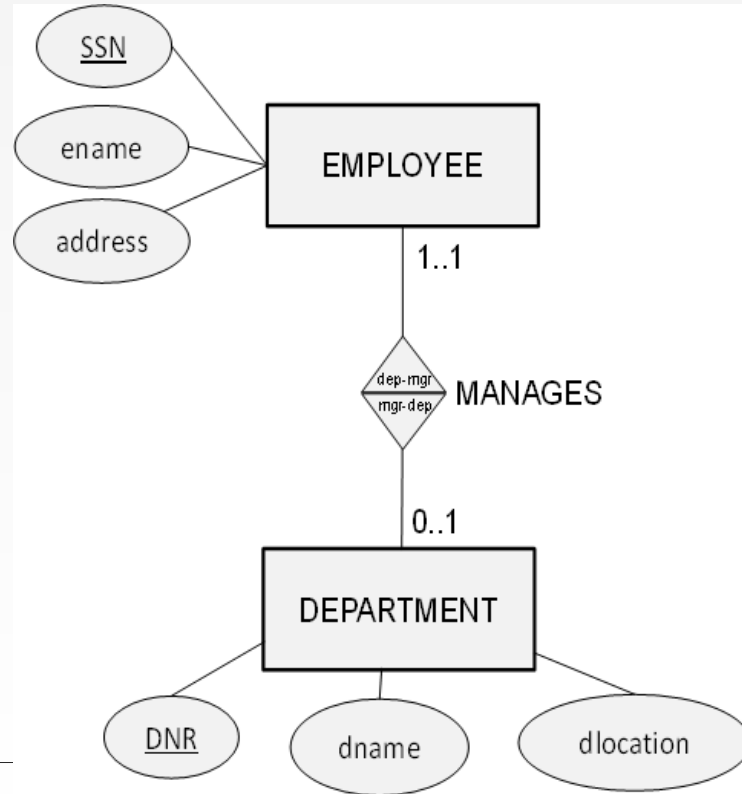 SSN
ename
address
EMPLOYEE
1..1
dep-mgr
mgr-dep
MANAGES
0..1
DEPARTMENT
DNR
dname
dlocation